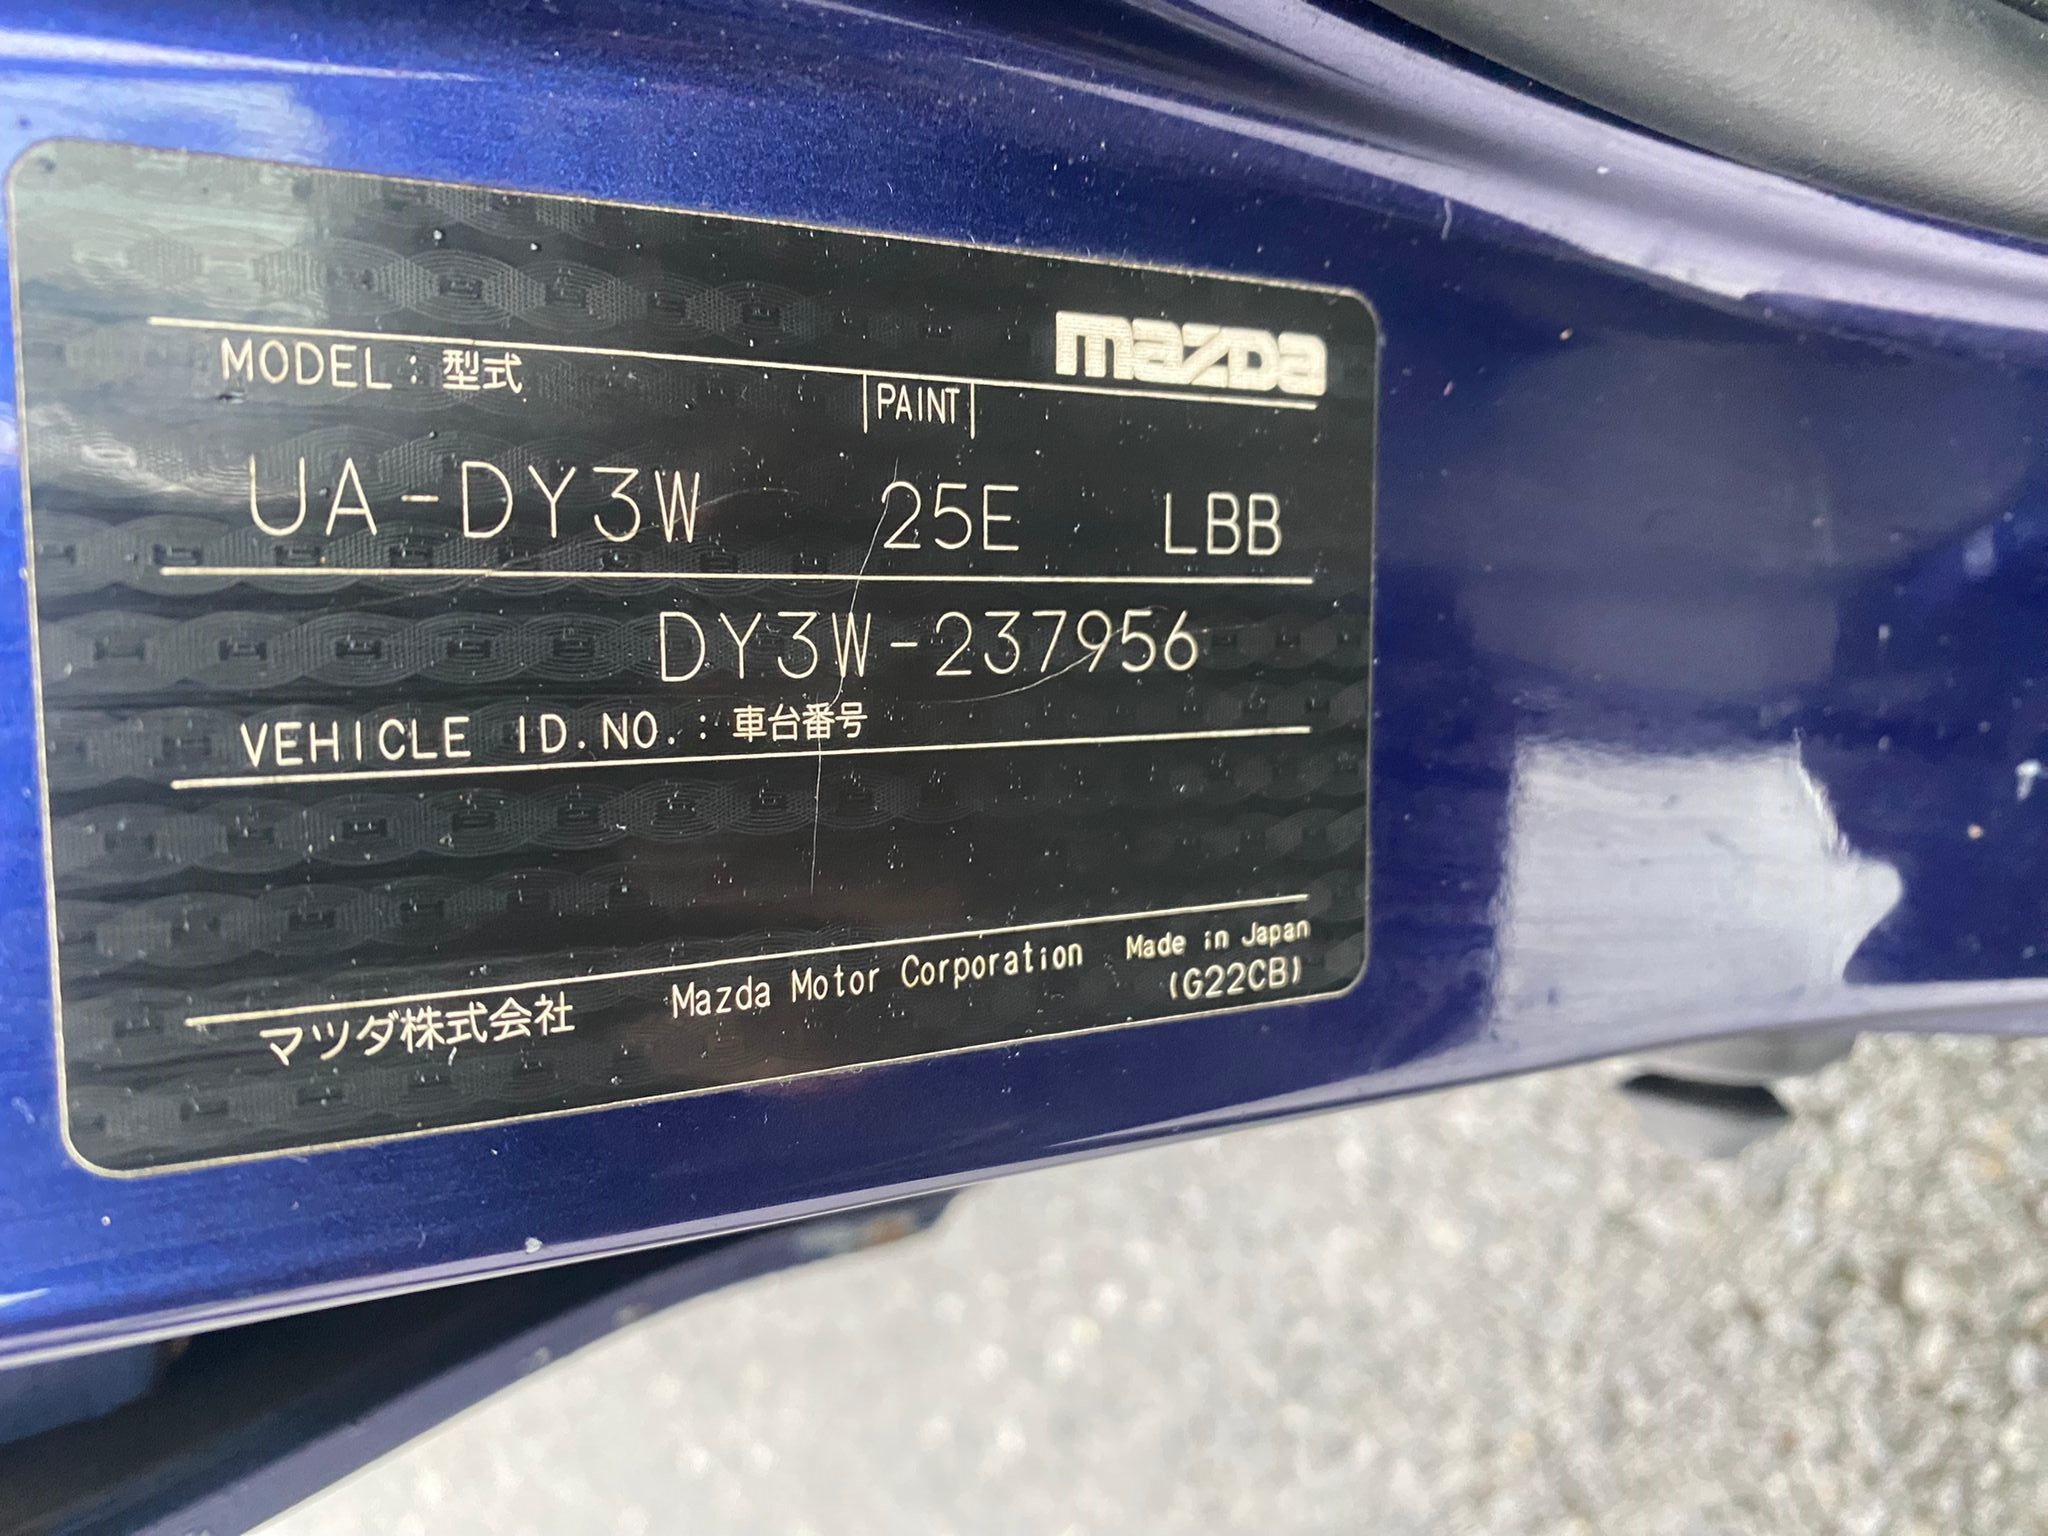 mazda
MODEL : 型式 PAINT
UA-DY3W 25E LBB
DY3W-237956
VEHICLE ID.NO. : 車台番号
マツダ株式会社 Mazda Motor Corporation Made in Japan
(G22CB)